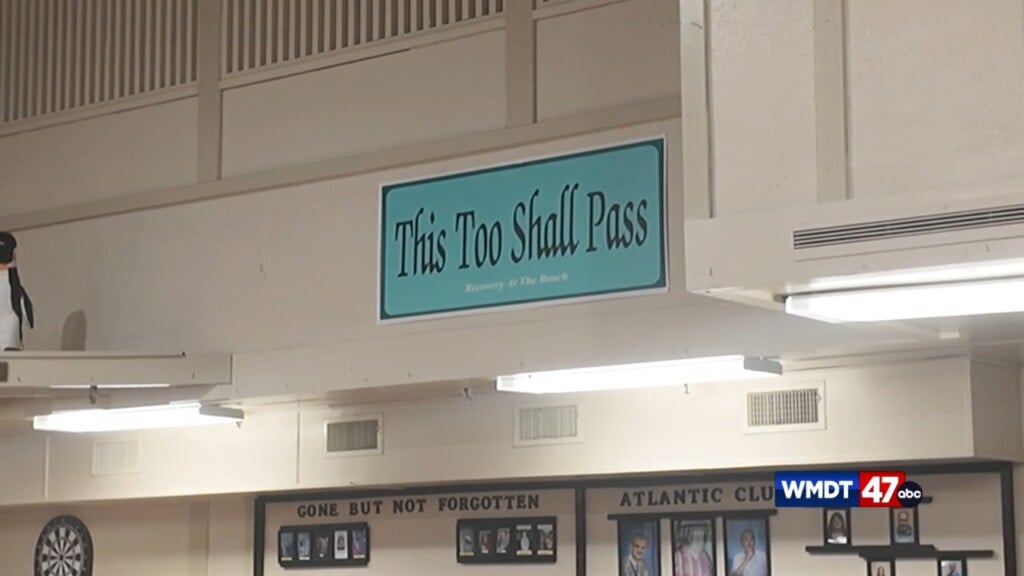 This Too Shall Pass
Recovery At The Beach
GONE BUT NOT FORGOTTEN
ATLANTIC CLU
WMDT 47 abc